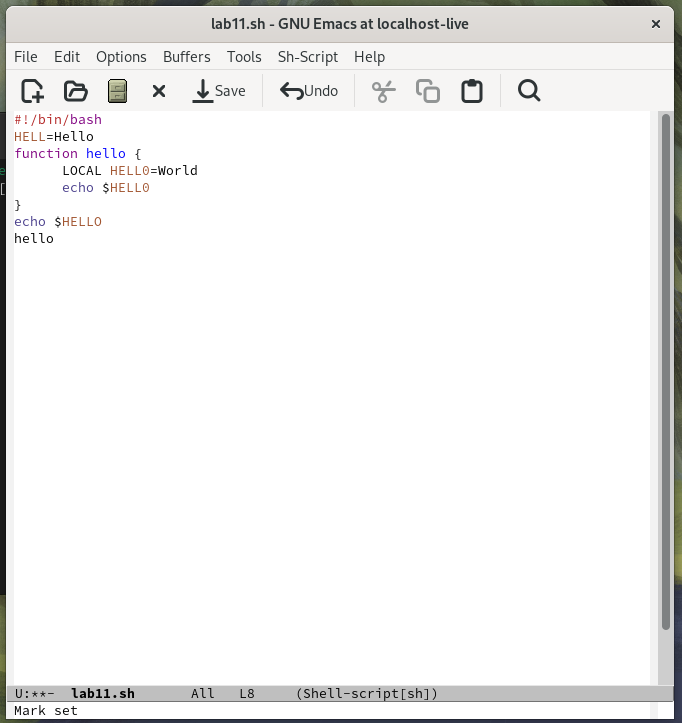 lab11.sh - GNU Emacs at localhost-live
File Edit Options Buffers Tools Sh-Script Help
Save Undo
#!/bin/bash
HELL=Hello
function hello {
LOCAL HELL0=World
echo $HELL0
}
echo $HELLO
hello
U:**- lab11.sh All L8 (Shell-script[sh])
Mark set